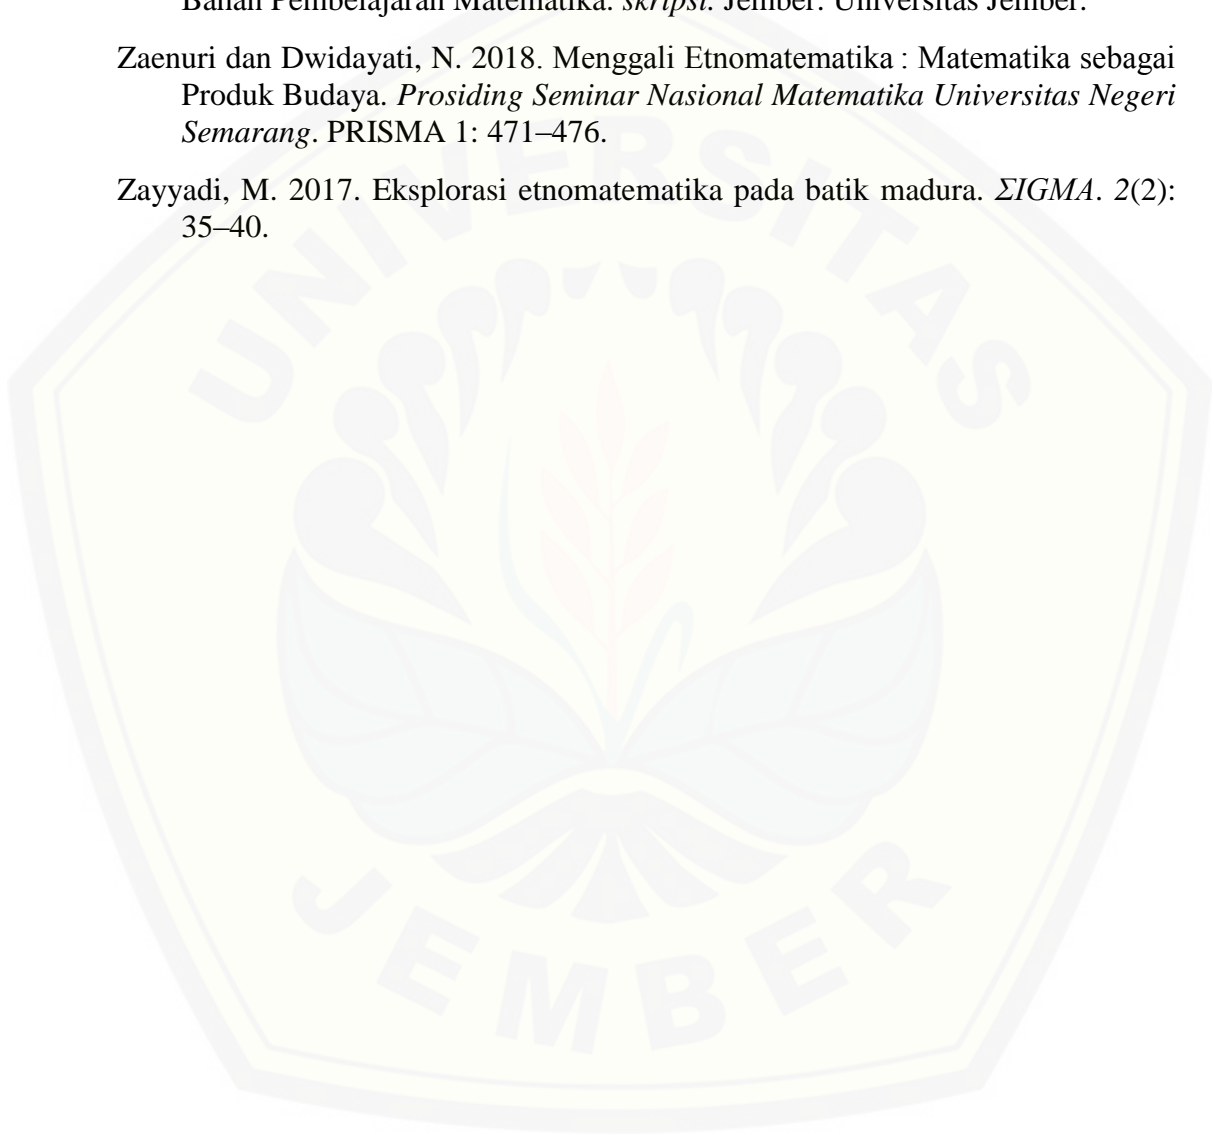 Bahan Pembelajaran Matematika. skripsi. Jember: Universitas Jember.
Zaenuri dan Dwidayati, N. 2018. Menggali Etnomatematika : Matematika sebagai
Produk Budaya. Prosiding Seminar Nasional Matematika Universitas Negeri
Semarang. PRISMA 1: 471–476.
Zayyadi, M. 2017. Eksplorasi etnomatematika pada batik madura. ΣIGMA. 2(2):
35–40.
UNIVERSITAS
JEMBER